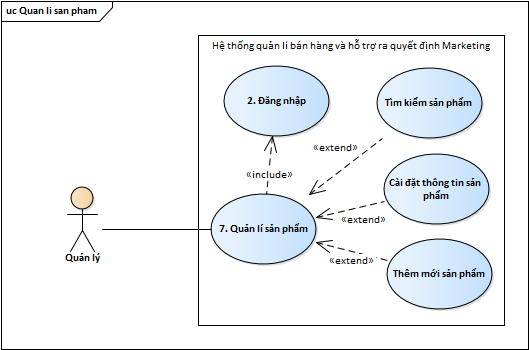 uc Quan li san pham
Hệ thống quản lí bán hàng và hỗ trợ ra quyết định Marketing
2. Đăng nhập
Tìm kiếm sản phẩm
«extend»
«include»
Cài đặt thông tin sản
phẩm
«extend»
7. Quản lí sản phẩm
Quản lý
«extend»
Thêm mới sản phẩm